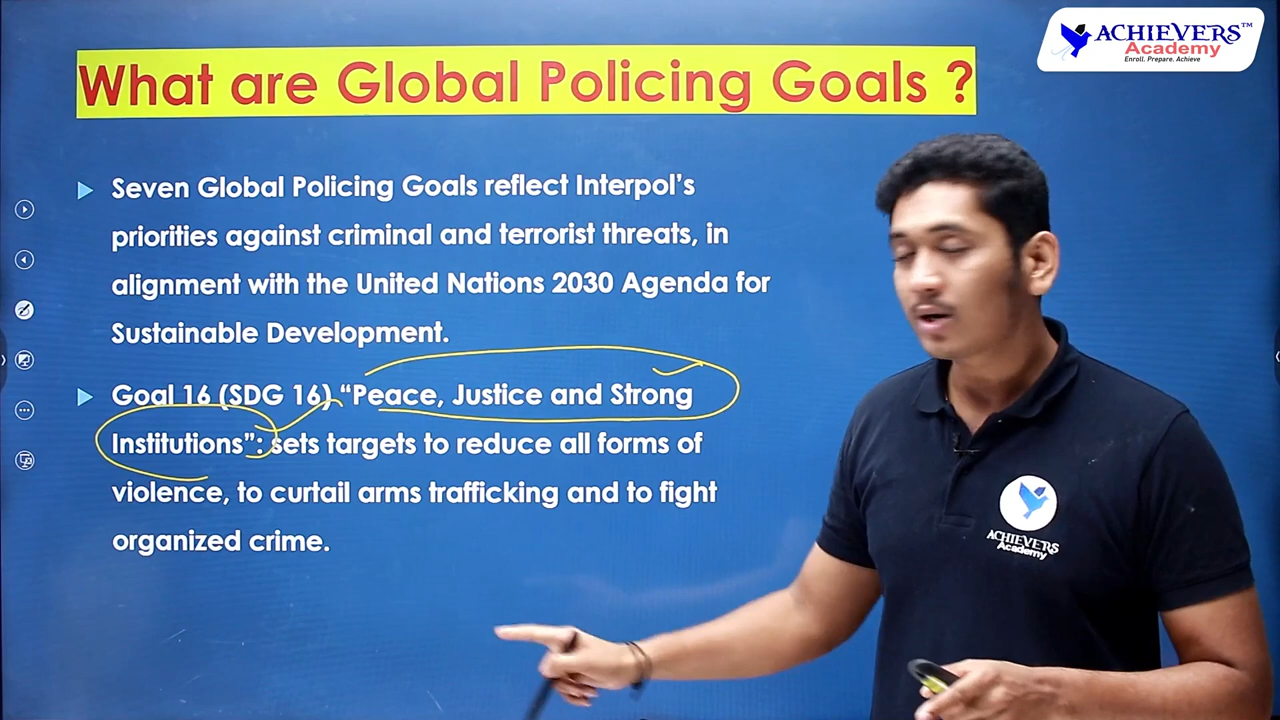 ACHIEVERS™
Academy
Enroll. Prepare. Achieve
What are Global Policing Goals ?
Seven Global Policing Goals reflect Interpol's
priorities against criminal and terrorist threats, in
alignment with the United Nations 2030 Agenda for
Sustainable Development.
Goal 16 (SDG 16) “Peace, Justice and Strong
Institutions”: sets targets to reduce all forms of
violence, to curtail arms trafficking and to fight
organized crime.
ACHIEVERS
Academy